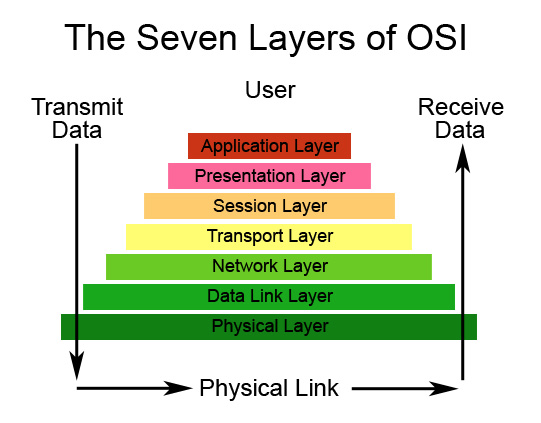 The Seven Layers of OSI
User
Transmit
Data
Receive
Data
Application Layer
Presentation Layer
Session Layer
Transport Layer
Network Layer
Data Link Layer
Physical Layer
Physical Link